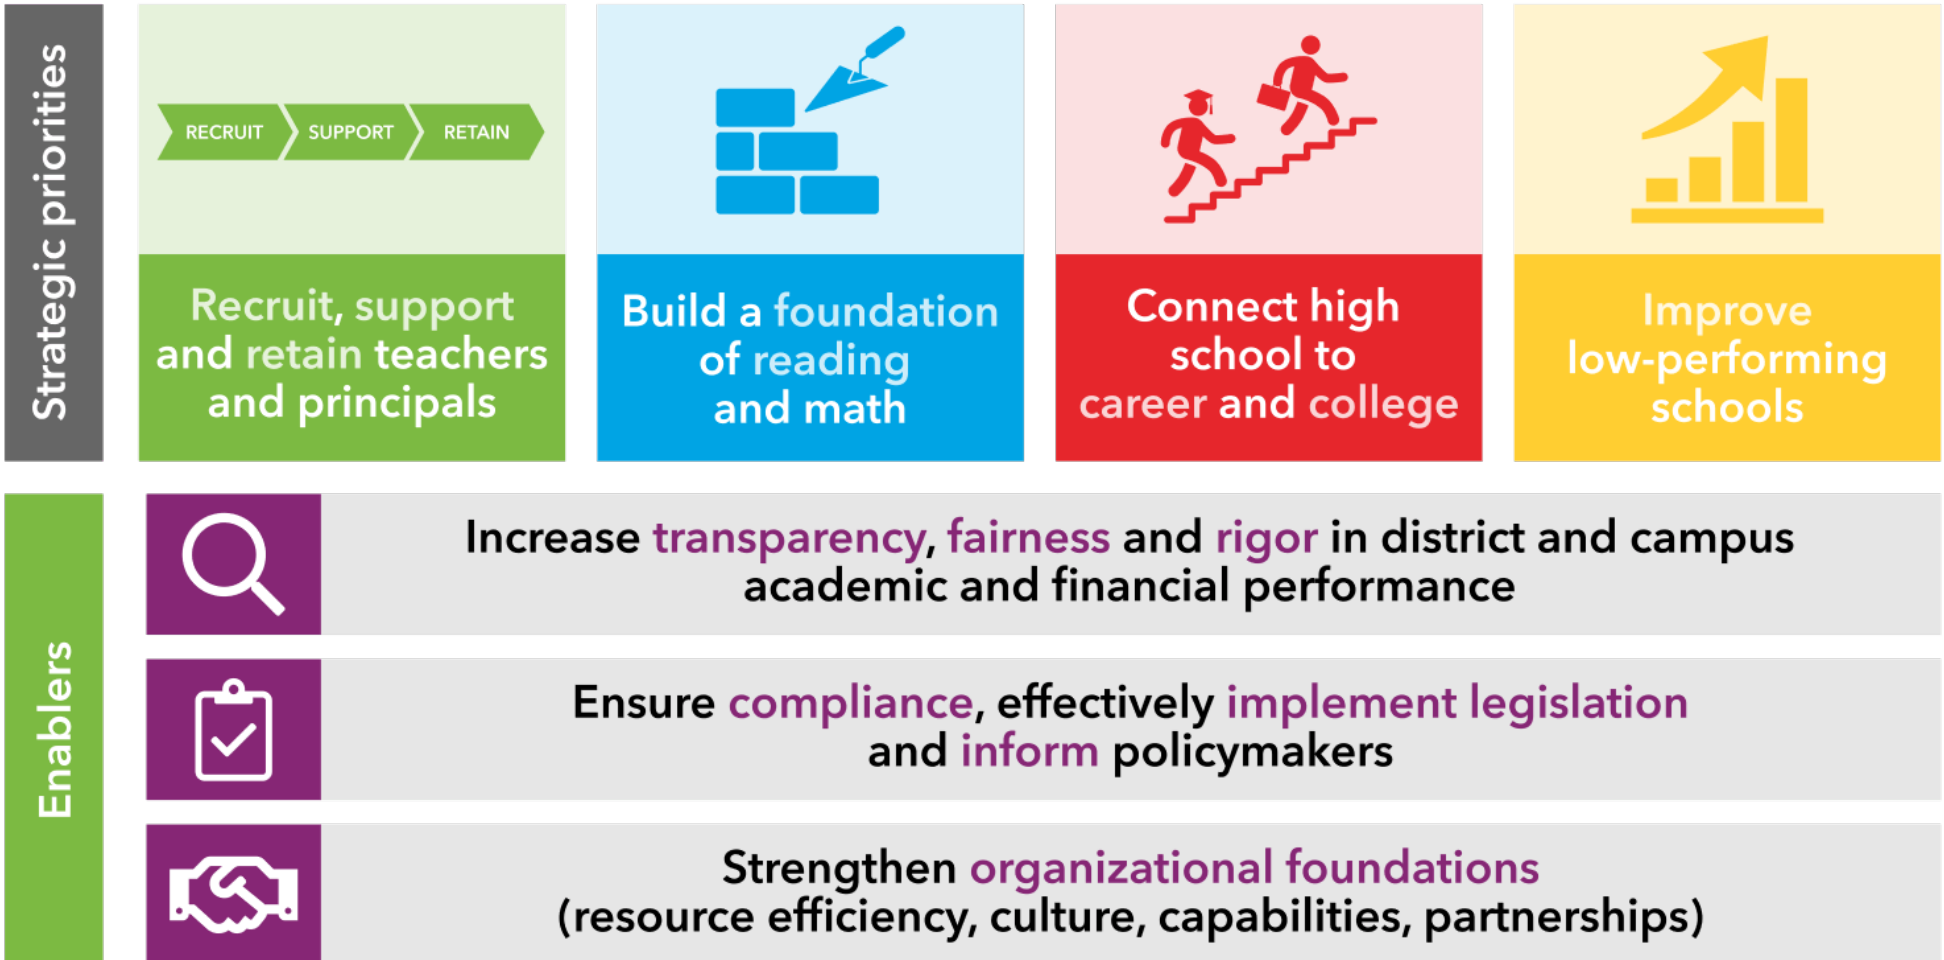 Strategic priorities
RECRUIT
SUPPORT
RETAIN
Recruit, support
and retain teachers
and principals
Build a foundation
of reading
and math
Connect high
school to
career and college
Improve
low-performing
schools
Enablers
Increase transparency, fairness and rigor in district and campus
academic and financial performance
Ensure compliance, effectively implement legislation
and inform policymakers
Strengthen organizational foundations
(resource efficiency, culture, capabilities, partnerships)